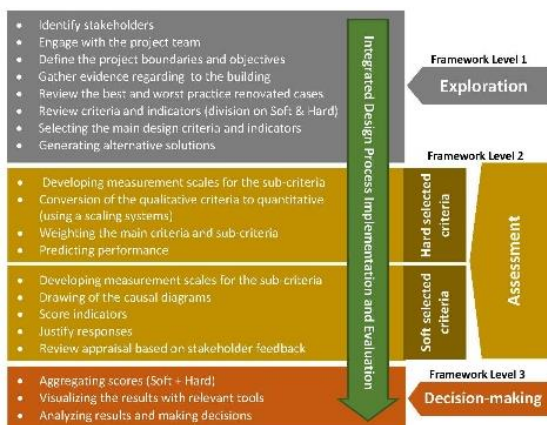 Identify stakeholders
Engage with the project team
Define the project boundaries and objectives
Gather evidence regarding to the building
Review the best and worst practice renovated cases
Review criteria and indicators (division on Soft & Hard)
Selecting the main design criteria and indicators
Generating alternative solutions
Framework Level 1
Exploration
Integrated Design Process Implementation and Evaluation
Framework Level 2
Developing measurement scales for the sub-criteria
Conversion of the qualitative criteria to quantitative
(using a scaling systems)
Weighting the main criteria and sub-criteria
Predicting performance
Hard selected
criteria
Assessment
Developing measurement scales for the sub-criteria
Drawing of the causal diagrams
Score indicators
Justify responses
Review appraisal based on stakeholder feedback
Soft selected
criteria
Framework Level 3
Decision-making
Aggregating scores (Soft + Hard)
Visualizing the results with relevant tools
Analyzing results and making decisions